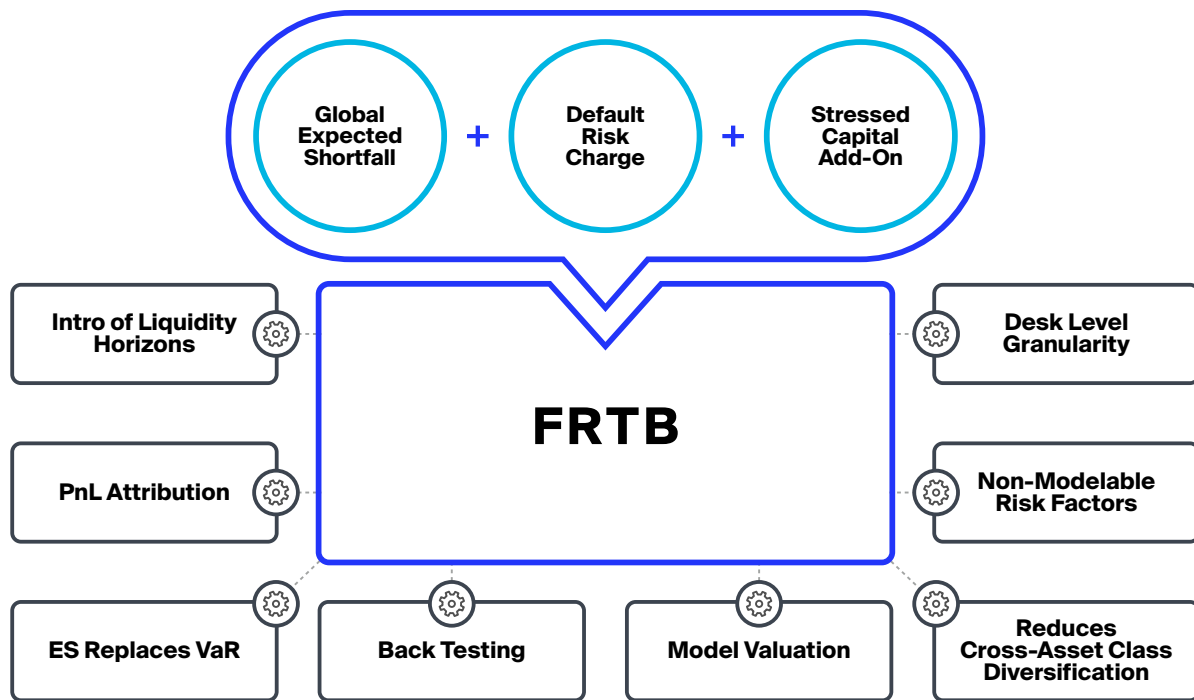 Global
Expected
Shortfall
+
Default
Risk
Charge
+
Stressed
Capital
Add-On
Intro of Liquidity
Horizons
Desk Level
Granularity
FRTB
PnL Attribution
Non-Modelable
Risk Factors
ES Replaces VaR
Back Testing
Model Valuation
Reduces
Cross-Asset Class
Diversification